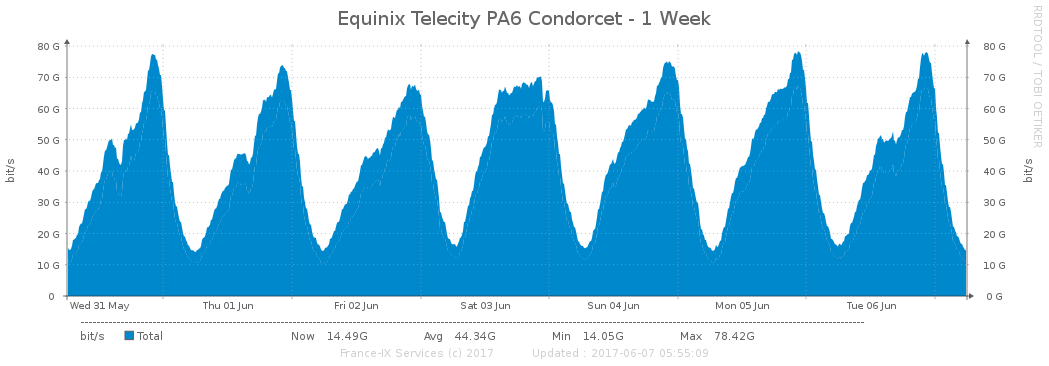 Equinix Telecity PA6 Condorcet - 1 Week
RRDTOOL / TOBI OETIKER
bit/s
80 G
70 G
60 G
50 G
40 G
30 G
20 G
10 G
0
80 G
70 G
60 G
50 G
40 G
30 G
20 G
10 G
0 G
bit/s
Wed 31 May Thu 01 Jun Fri 02 Jun Sat 03 Jun Sun 04 Jun Mon 05 Jun Tue 06 Jun
bit/s Total Now 14.49G Avg 44.34G Min 14.05G Max 78.42G
France-IX Services (c) 2017 Updated : 2017-06-07 05:55:09